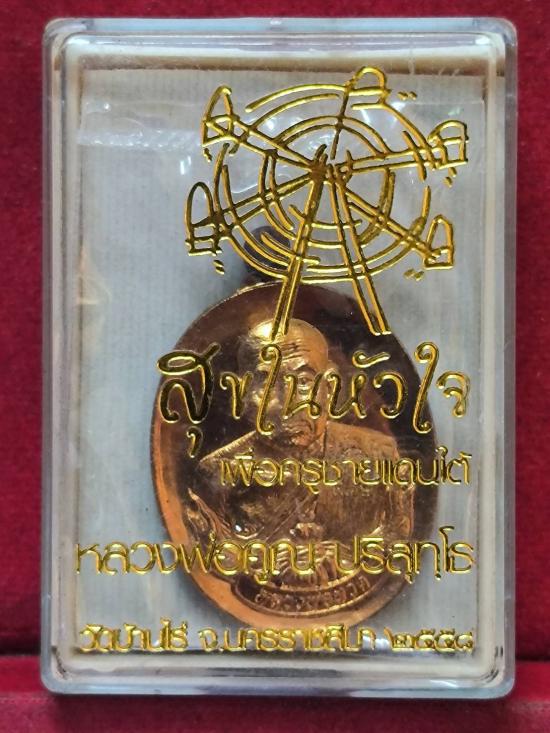 สุขในหัวใจ
เพื่อครูชายแดนใต้
หลวงพ่อคูณ ปริสุทฺโธ
วัดบ้านไร่ จ.นครราชสีมา ๒๕๕๘